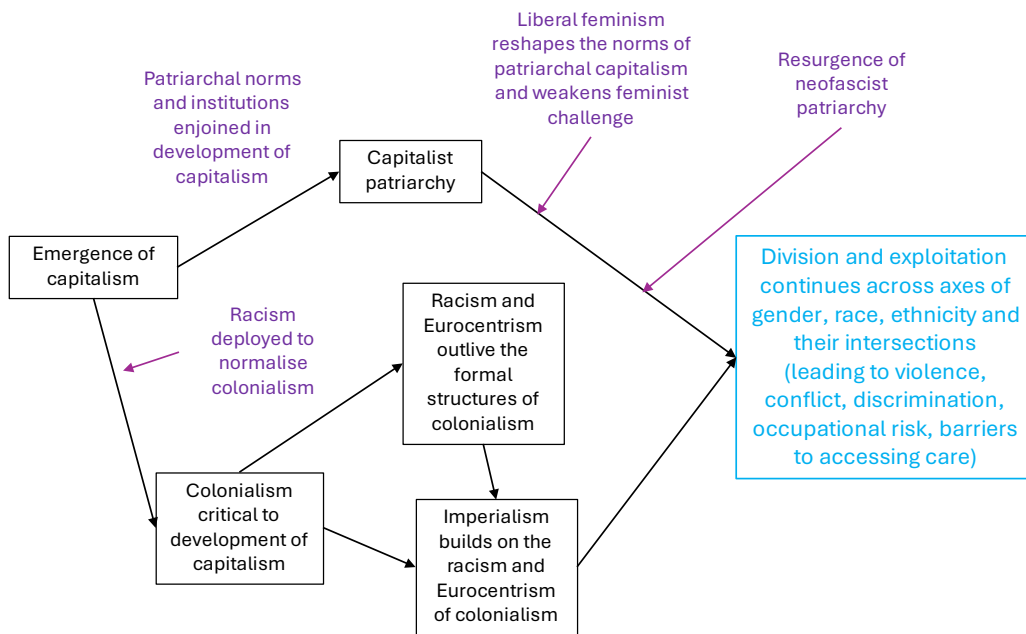 Liberal feminism
reshapes the norms of
patriarchal capitalism
and weakens feminist
challenge
Resurgence of
neofascist
patriarchy
Patriarchal norms
and institutions
enjoined in
development of
capitalism
Capitalist
patriarchy
Emergence of
capitalism
Division and exploitation
continues across axes of
gender, race, ethnicity and
their intersections
(leading to violence,
conflict, discrimination,
occupational risk, barriers
to accessing care)
Racism
deployed to
normalise
colonialism
Racism and
Eurocentrism
outlive the
formal
structures of
colonialism
Colonialism
critical to
development of
capitalism
Imperialism
builds on the
racism and
Eurocentrism
of colonialism